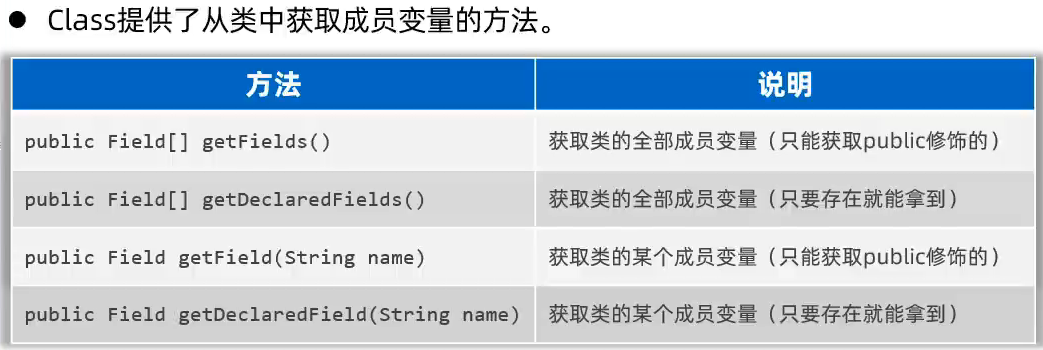 ● Class提供了从类中获取成员变量的方法。
方法 说明
public Field[] getFields() 获取类的全部成员变量（只能获取public修饰的）
public Field[] getDeclaredFields() 获取类的全部成员变量（只要存在就能拿到）
public Field getField(String name) 获取类的某个成员变量（只能获取public修饰的）
public Field getDeclaredField(String name) 获取类的某个成员变量（只要存在就能拿到）